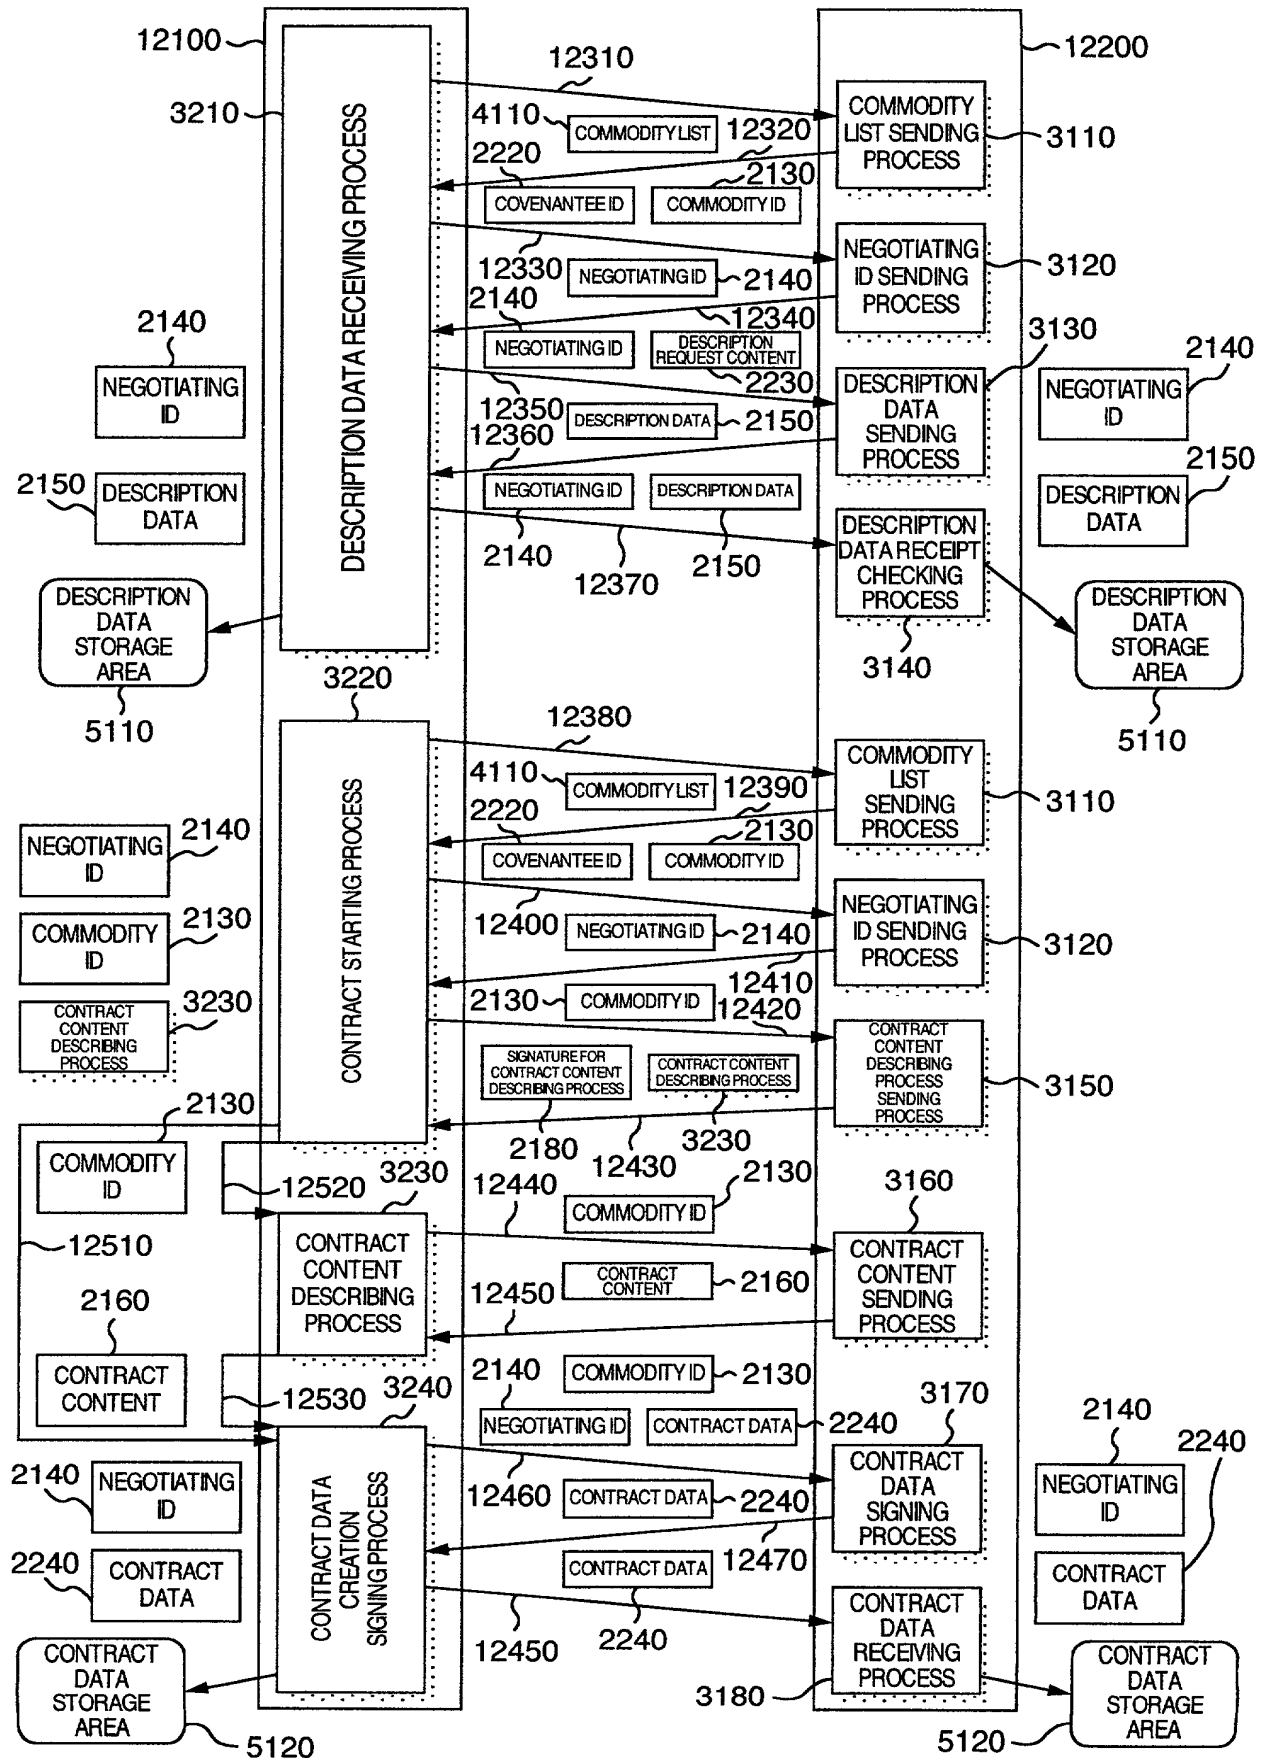 12100
12200
12310
3210
COMMODITY
LIST SENDING
PROCESS
3110
4110
COMMODITY LIST
12320
2220
2130
COVENANTEE ID
COMMODITY ID
DESCRIPTION DATA RECEIVING PROCESS
NEGOTIATING
ID SENDING
PROCESS
3120
12330
NEGOTIATING ID
2140
2140
12340
NEGOTIATING ID
DESCRIPTION
REQUEST CONTENT
2230
3130
2140
NEGOTIATING
ID
2140
NEGOTIATING
ID
DESCRIPTION
DATA
SENDING
PROCESS
12350
12360
DESCRIPTION DATA
2150
2150
DESCRIPTION
DATA
2150
DESCRIPTION
DATA
NEGOTIATING ID
DESCRIPTION DATA
2140
2150
12370
DESCRIPTION
DATA RECEIPT
CHECKING
PROCESS
3140
DESCRIPTION
DATA
STORAGE
AREA
5110
DESCRIPTION
DATA
STORAGE
AREA
5110
3220
12380
COMMODITY
LIST
SENDING
PROCESS
3110
4110
COMMODITY LIST
12390
2220
2130
COVENANTEE ID
COMMODITY ID
CONTRACT STARTING PROCESS
NEGOTIATING
ID
2140
12400
NEGOTIATING ID
2140
NEGOTIATING
ID SENDING
PROCESS
3120
COMMODITY
ID
2130
12410
2130
COMMODITY ID
12420
CONTRACT
CONTENT
DESCRIBING
PROCESS
3230
SIGNATURE FOR
CONTRACT CONTENT
DESCRIBING PROCESS
2180
CONTRACT CONTENT
DESCRIBING PROCESS
3230
CONTRACT
CONTENT
DESCRIBING
PROCESS
SENDING
PROCESS
3150
12430
2130
COMMODITY
ID
12520
12510
3230
12440
2130
COMMODITY ID
3160
CONTRACT
CONTENT
DESCRIBING
PROCESS
CONTRACT
CONTENT
2160
CONTRACT
CONTENT
SENDING
PROCESS
12450
2160
CONTRACT
CONTENT
12530
3240
2140
COMMODITY ID
2130
NEGOTIATING ID
CONTRACT DATA
2240
3170
2140
NEGOTIATING
ID
2240
CONTRACT
DATA
CONTRACT DATA
CREATION
SIGNING PROCESS
12460
CONTRACT DATA
2240
CONTRACT
DATA
SIGNING
PROCESS
2140
NEGOTIATING
ID
2240
CONTRACT
DATA
12470
CONTRACT DATA
2240
12450
CONTRACT
DATA
RECEIVING
PROCESS
3180
CONTRACT
DATA
STORAGE
AREA
5120
CONTRACT
DATA
STORAGE
AREA
5120